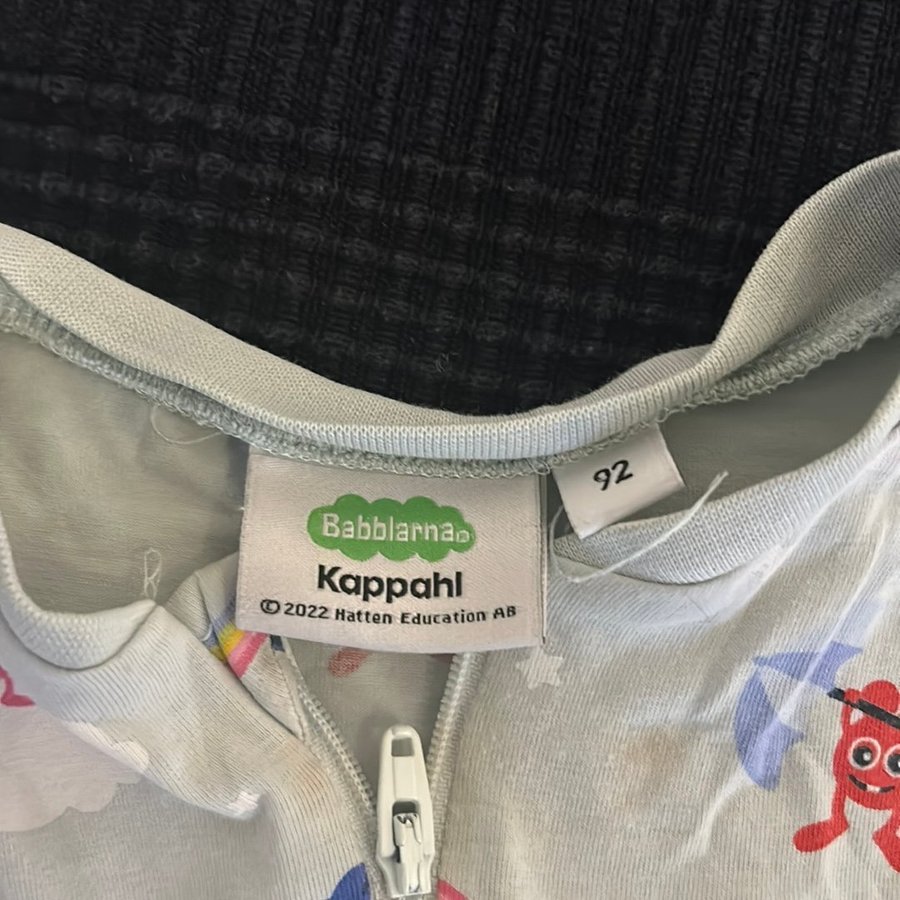 Babblarna
Kappahl
© 2022 Hatten Education AB
92